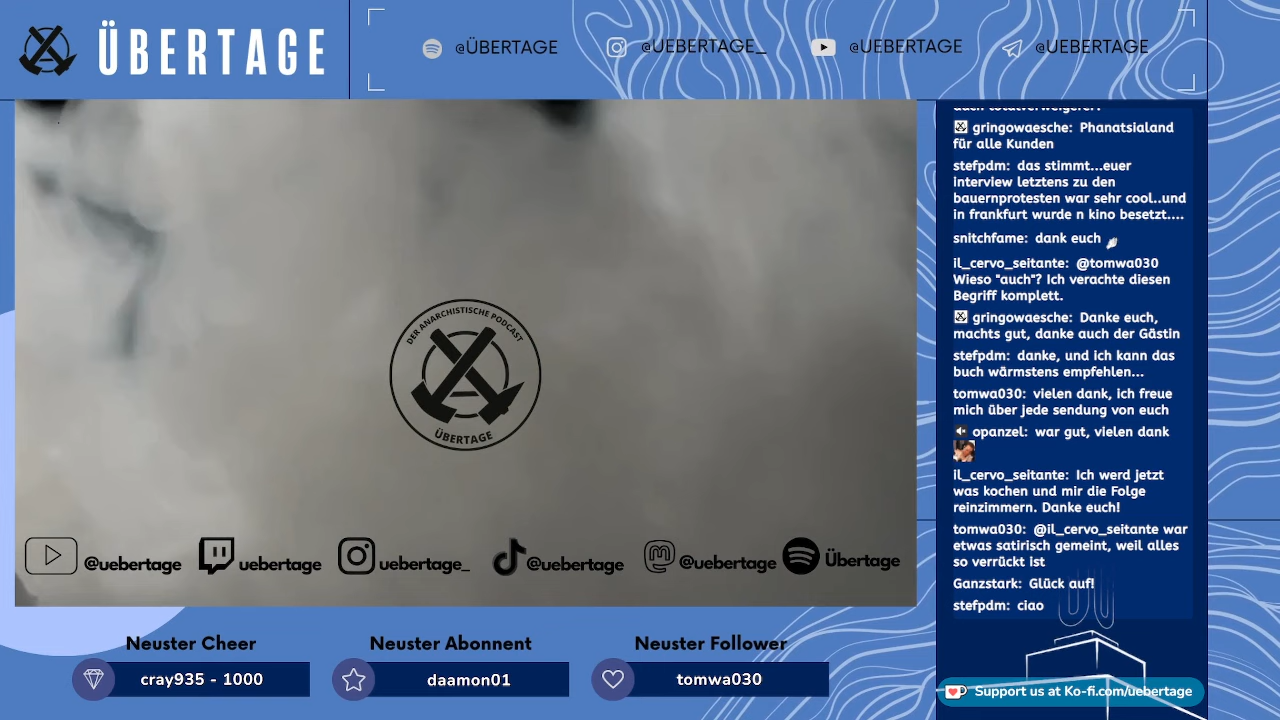 ÜBERTAGE
@ÜBERTAGE
@UEBERTAGE_
@UEBERTAGE
@UEBERTAGE
gringowaesche: Phanatsialand
für alle Kunden
stefpdm: das stimmt...euer
interview letztens zu den
bauernprotesten war sehr cool..und
in frankfurt wurde n kino besetzt....
snitchfame: dank euch
il_cervo_seitante: @tomwa030
Wieso "auch"? Ich verachte diesen
Begriff komplett.
gringowaesche: Danke euch,
machts gut, danke auch der Gästin
stefpdm: danke, und ich kann das
buch wärmstens empfehlen...
tomwa030: vielen dank, ich freue
mich über jede sendung von euch
opanzel: war gut, vielen dank
il_cervo_seitante: Ich werd jetzt
was kochen und mir die Folge
reinzimmern. Danke euch!
tomwa030: @il_cervo_seitante war
etwas satirisch gemeint, weil alles
so verrückt ist
Ganzstark: Glück auf!
stefpdm: ciao
DER ANARCHISTISCHE PODCAST
ÜBERTAGE
@uebertage
uebertage
uebertage_
@uebertage
@uebertage
Übertage
Neuster Cheer
cray935 - 1000
Neuster Abonnent
daamon01
Neuster Follower
tomwa030
Support us at Ko-fi.com/uebertage